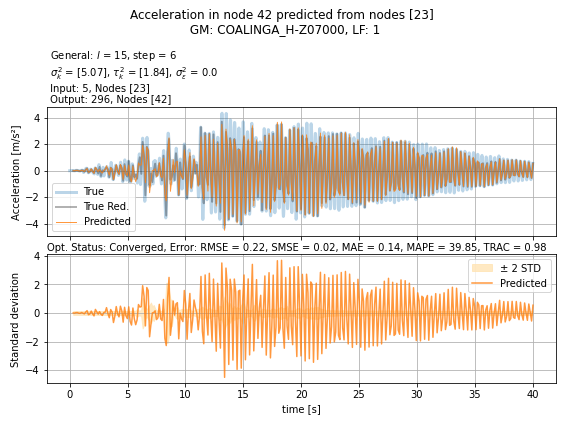 Acceleration in node 42 predicted from nodes [23]
GM: COALINGA_H-Z07000, LF: 1
General: l = 15, step = 6
σ²ₖ = [5.07], τ²ₖ = [1.84], σ²ε = 0.0
Input: 5, Nodes [23]
Output: 296, Nodes [42]
Acceleration [m/s²]
4
2
0
−2
−4
True
True Red.
Predicted
Opt. Status: Converged, Error: RMSE = 0.22, SMSE = 0.02, MAE = 0.14, MAPE = 39.85, TRAC = 0.98
Standard deviation
4
2
0
−2
−4
± 2 STD
Predicted
0 5 10 15 20 25 30 35 40
time [s]